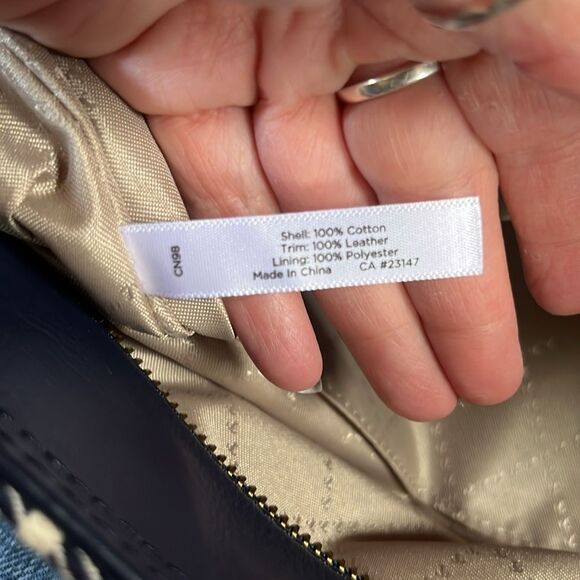 CN98
Shell: 100% Cotton
Trim: 100% Leather
Lining: 100% Polyester
Made In China CA #23147